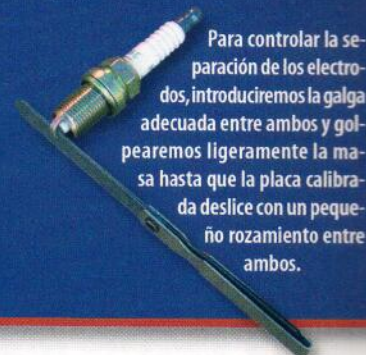 Para controlar la se-
paración de los electro-
dos, introduciremos la galga
adecuada entre ambos y gol-
pearemos ligeramente la ma-
sa hasta que la placa calibra-
da deslice con un peque-
ño rozamiento entre
ambos.